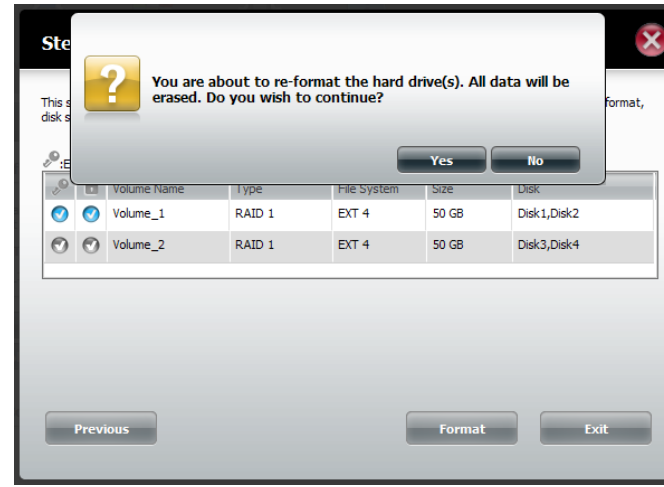 Ste
You are about to re-format the hard drive(s). All data will be
erased. Do you wish to continue?
This s
format,
disk s
Yes No
:E
Volume Name Type File System Size Disk
Volume_1 RAID 1 EXT 4 50 GB Disk1,Disk2
Volume_2 RAID 1 EXT 4 50 GB Disk3,Disk4
Previous Format Exit